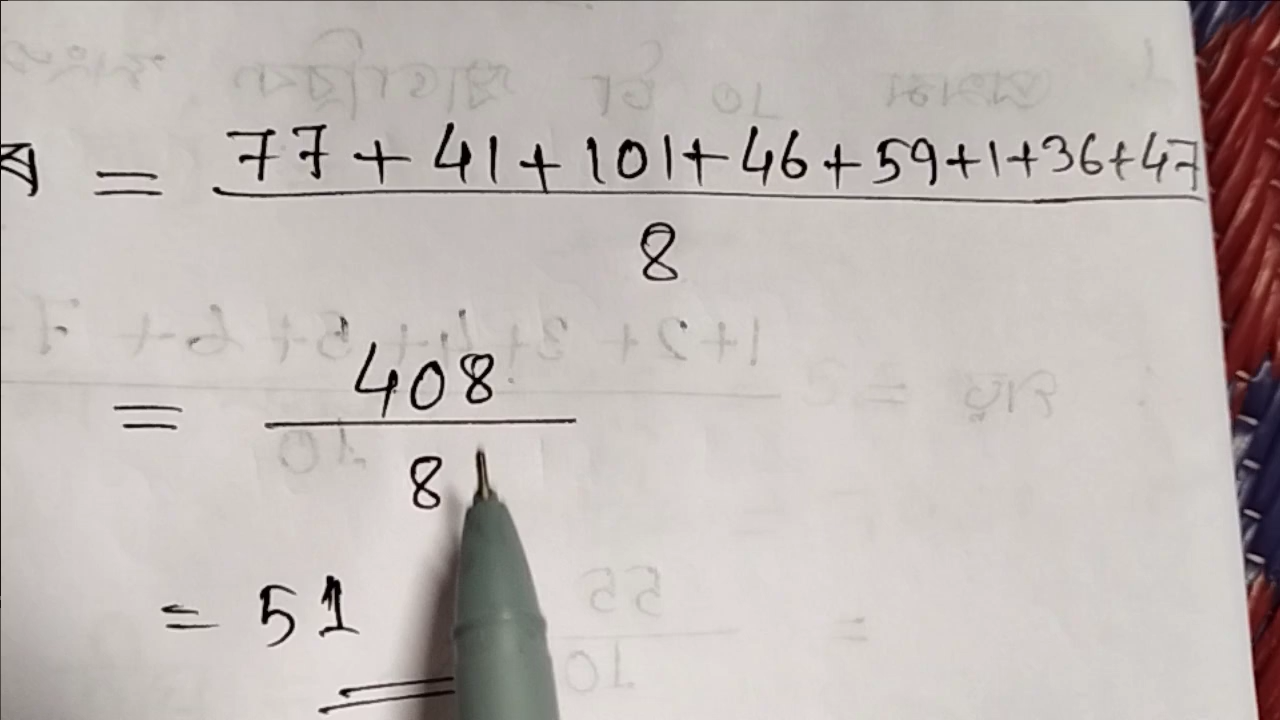 = 77 + 41 + 101 + 46 + 59 + 1 + 36 + 47
8
= 408
8
= 51